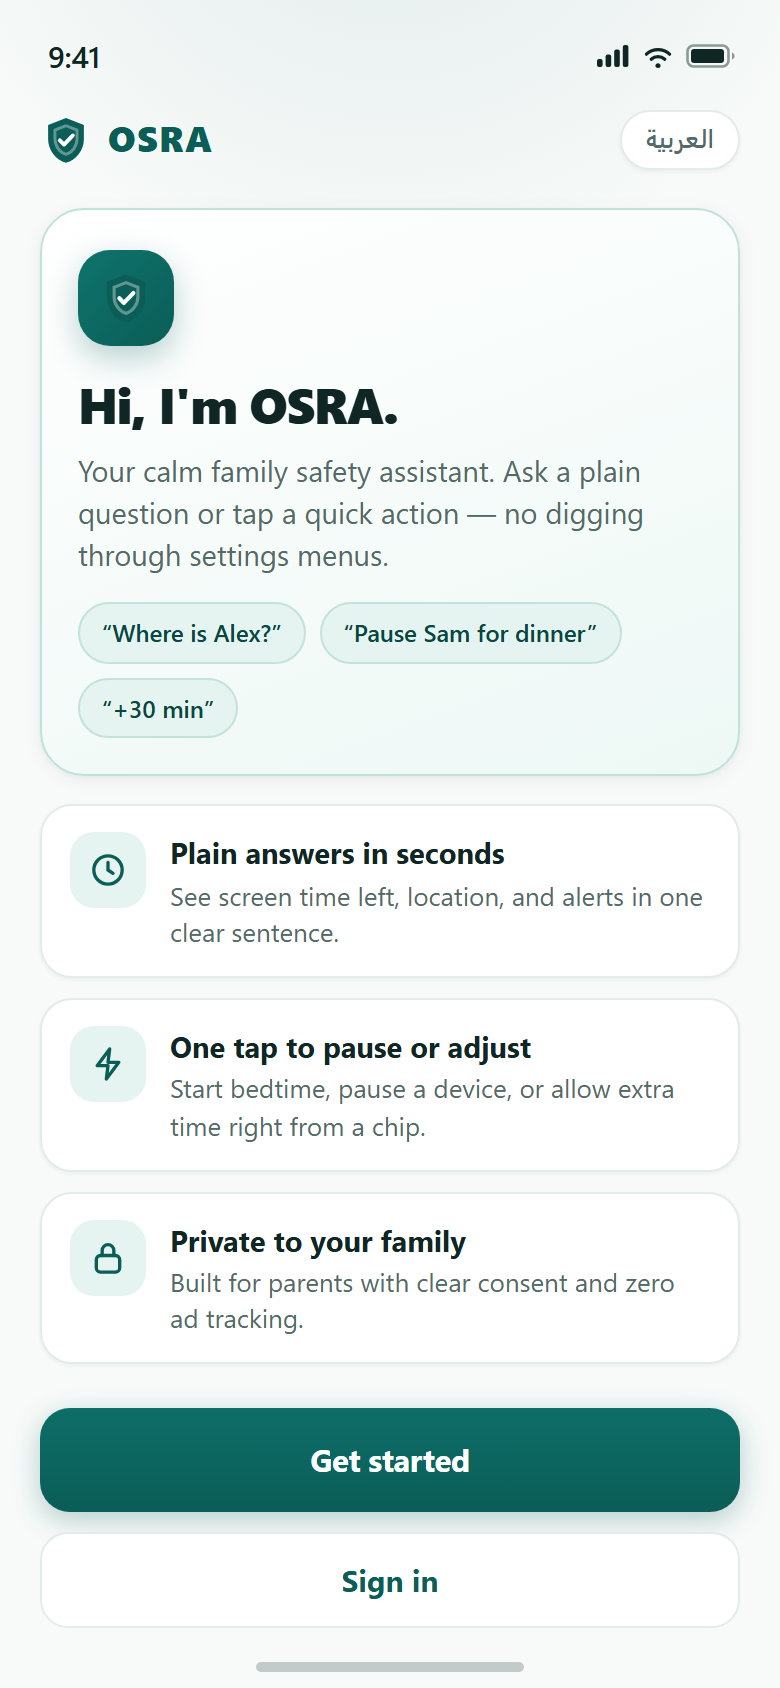 9:41
OSRA
العربية
Hi, I'm OSRA.
Your calm family safety assistant. Ask a plain
question or tap a quick action — no digging
through settings menus.
“Where is Alex?” “Pause Sam for dinner”
“+30 min”
Plain answers in seconds
See screen time left, location, and alerts in one
clear sentence.
One tap to pause or adjust
Start bedtime, pause a device, or allow extra
time right from a chip.
Private to your family
Built for parents with clear consent and zero
ad tracking.
Get started
Sign in